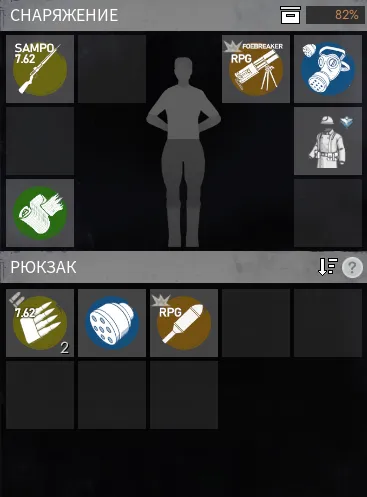 СНАРЯЖЕНИЕ
82%
SAMPO
7.62
FOEBREAKER
RPG
РЮКЗАК
?
7.62
2
RPG